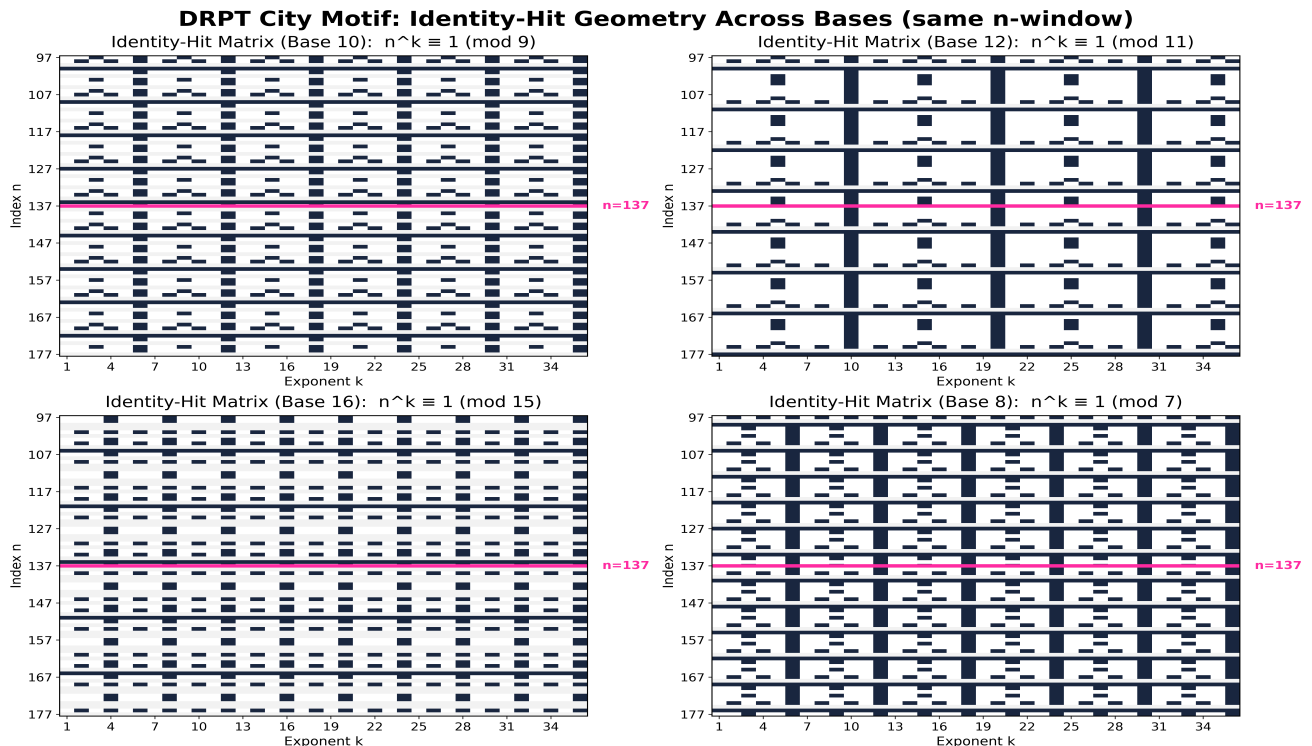 DRPT City Motif: Identity-Hit Geometry Across Bases (same n-window)
Identity-Hit Matrix (Base 10):  n^k ≡ 1 (mod 9)
Index n
97
107
117
127
137
147
157
167
177
n=137
1 4 7 10 13 16 19 22 25 28 31 34
Exponent k
Identity-Hit Matrix (Base 12):  n^k ≡ 1 (mod 11)
Index n
97
107
117
127
137
147
157
167
177
n=137
1 4 7 10 13 16 19 22 25 28 31 34
Exponent k
Identity-Hit Matrix (Base 16):  n^k ≡ 1 (mod 15)
Index n
97
107
117
127
137
147
157
167
177
n=137
1 4 7 10 13 16 19 22 25 28 31 34
Exponent k
Identity-Hit Matrix (Base 8):  n^k ≡ 1 (mod 7)
Index n
97
107
117
127
137
147
157
167
177
n=137
1 4 7 10 13 16 19 22 25 28 31 34
Exponent k